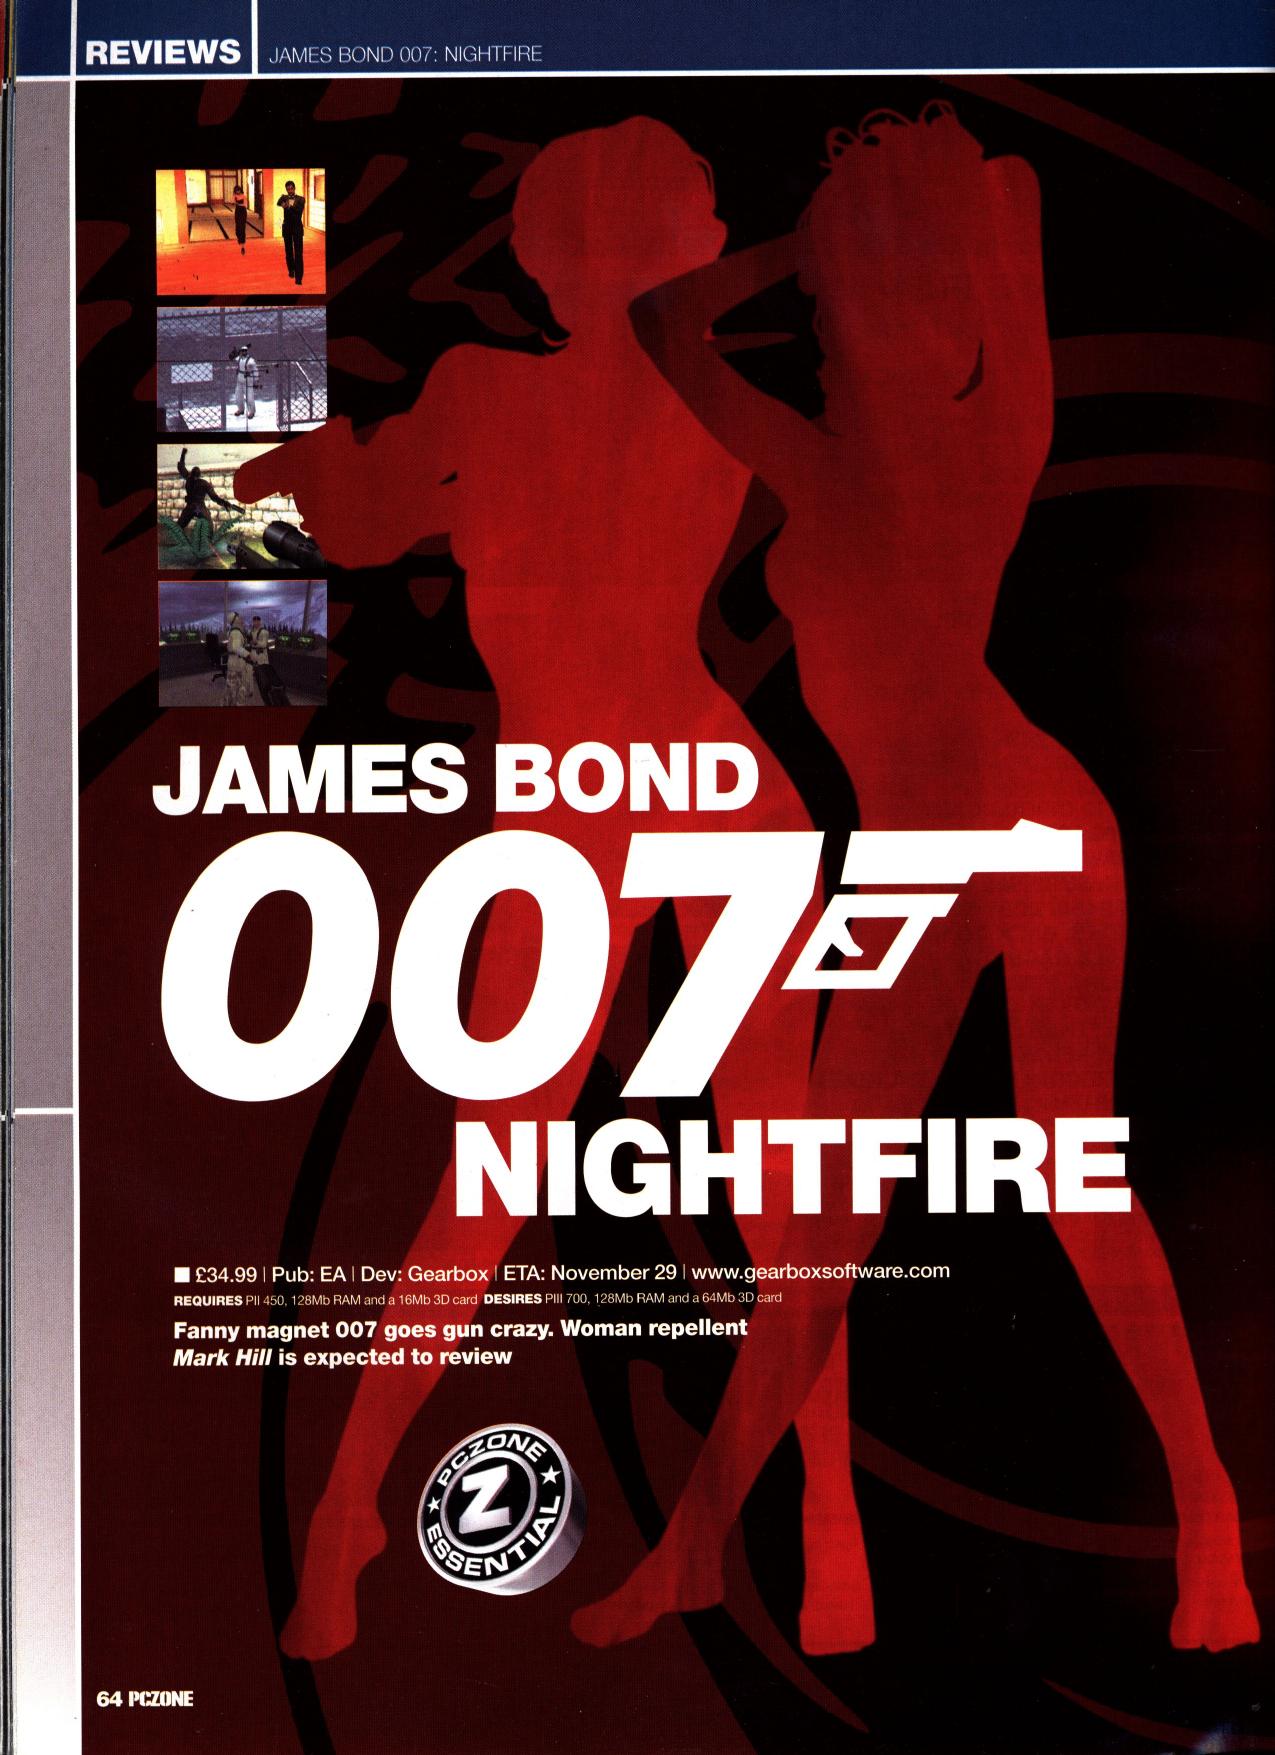 REVIEWS
JAMES BOND 007: NIGHTFIRE
JAMES BOND
007
NIGHTFIRE
■ £34.99 | Pub: EA | Dev: Gearbox | ETA: November 29 | www.gearboxsoftware.com
REQUIRES PII 450, 128Mb RAM and a 16Mb 3D card DESIRES PIII 700, 128Mb RAM and a 64Mb 3D card
Fanny magnet 007 goes gun crazy. Woman repellent
Mark Hill is expected to review
PCZONE
Z
ESSENTIAL
64 PCZONE